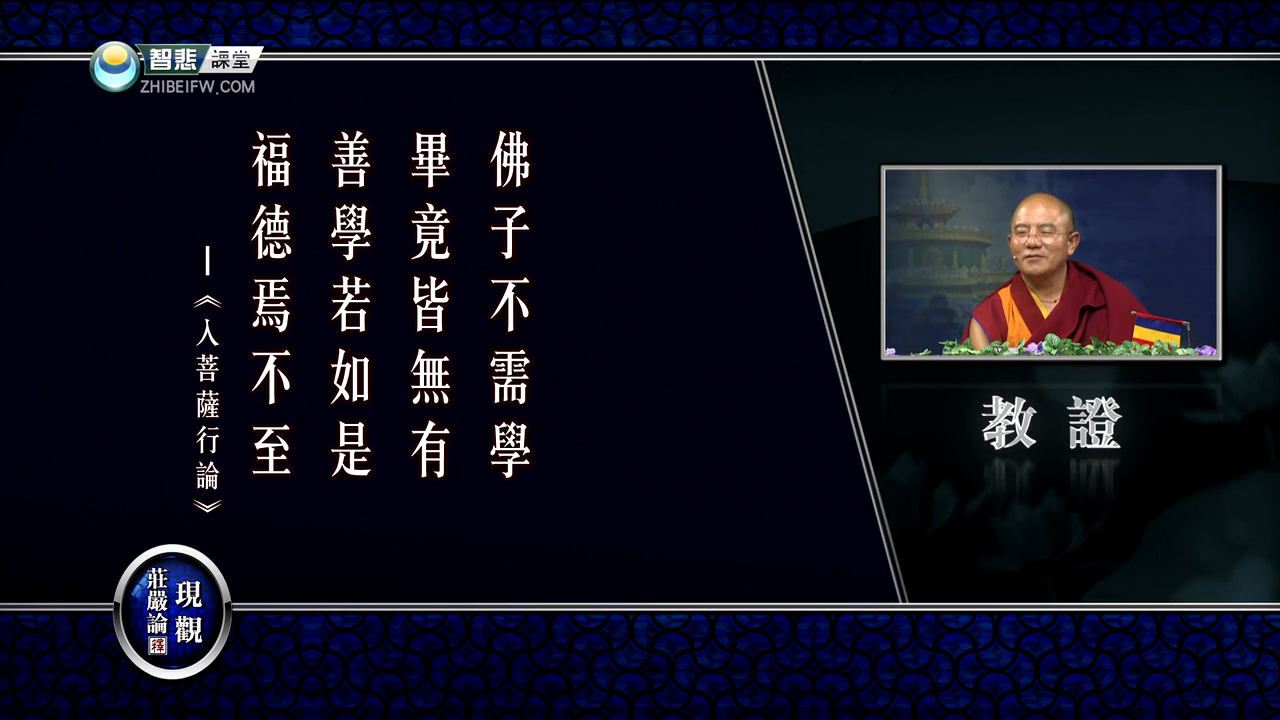 智悲課堂
ZHIBEIFW.COM
佛子不需學
畢竟皆無有
善學若如是
福德焉不至
—《入菩薩行論》
教證
現觀
莊嚴論釋